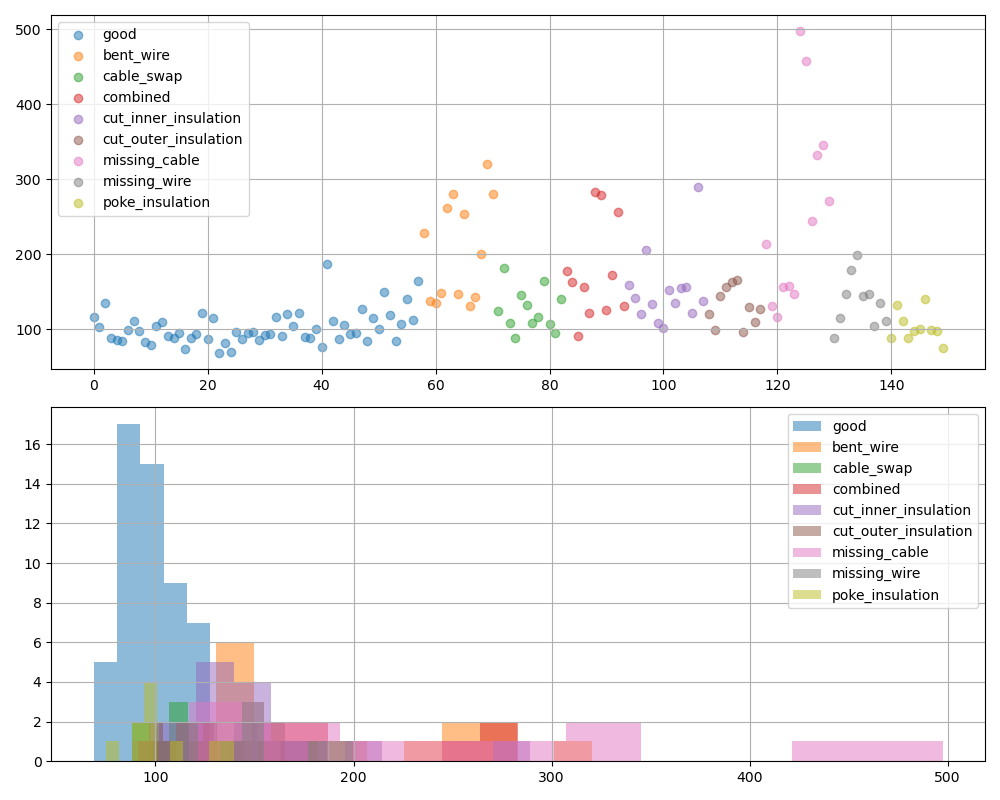 500
400
300
200
100
0
20
40
60
80
100
120
140
good
bent_wire
cable_swap
combined
cut_inner_insulation
cut_outer_insulation
missing_cable
missing_wire
poke_insulation
16
14
12
10
8
6
4
2
0
100
200
300
400
500
good
bent_wire
cable_swap
combined
cut_inner_insulation
cut_outer_insulation
missing_cable
missing_wire
poke_insulation